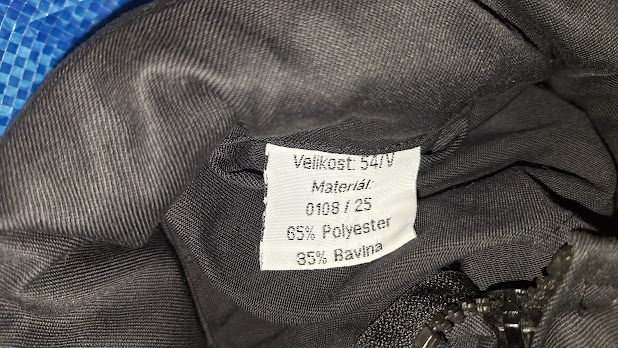 Velikost: 54/V
Materiál:
0108 / 25
65% Polyester
35% Bavlna